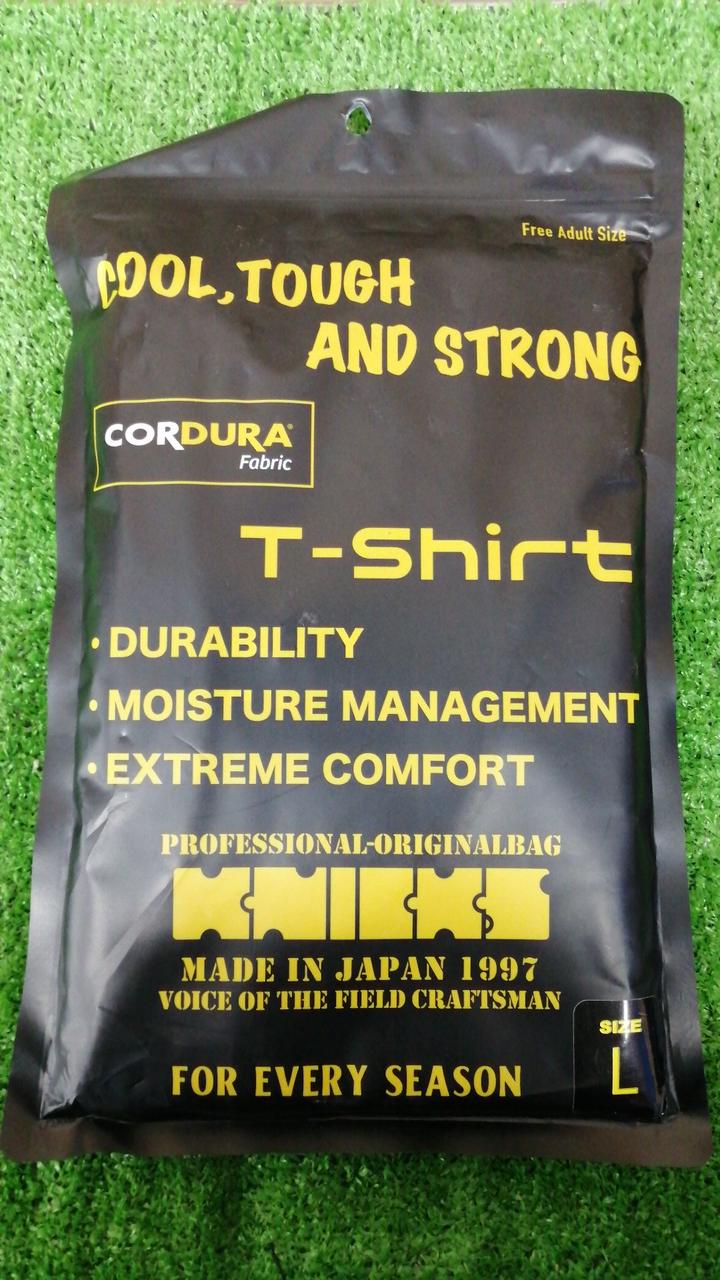 Free Adult Size
COOL, TOUGH
AND STRONG
CORDURA®
Fabric
T-Shirt
・DURABILITY
・MOISTURE MANAGEMENT
・EXTREME COMFORT
PROFESSIONAL-ORIGINALBAG
KNICKS
MADE IN JAPAN 1997
VOICE OF THE FIELD CRAFTSMAN
SIZE
L
FOR EVERY SEASON